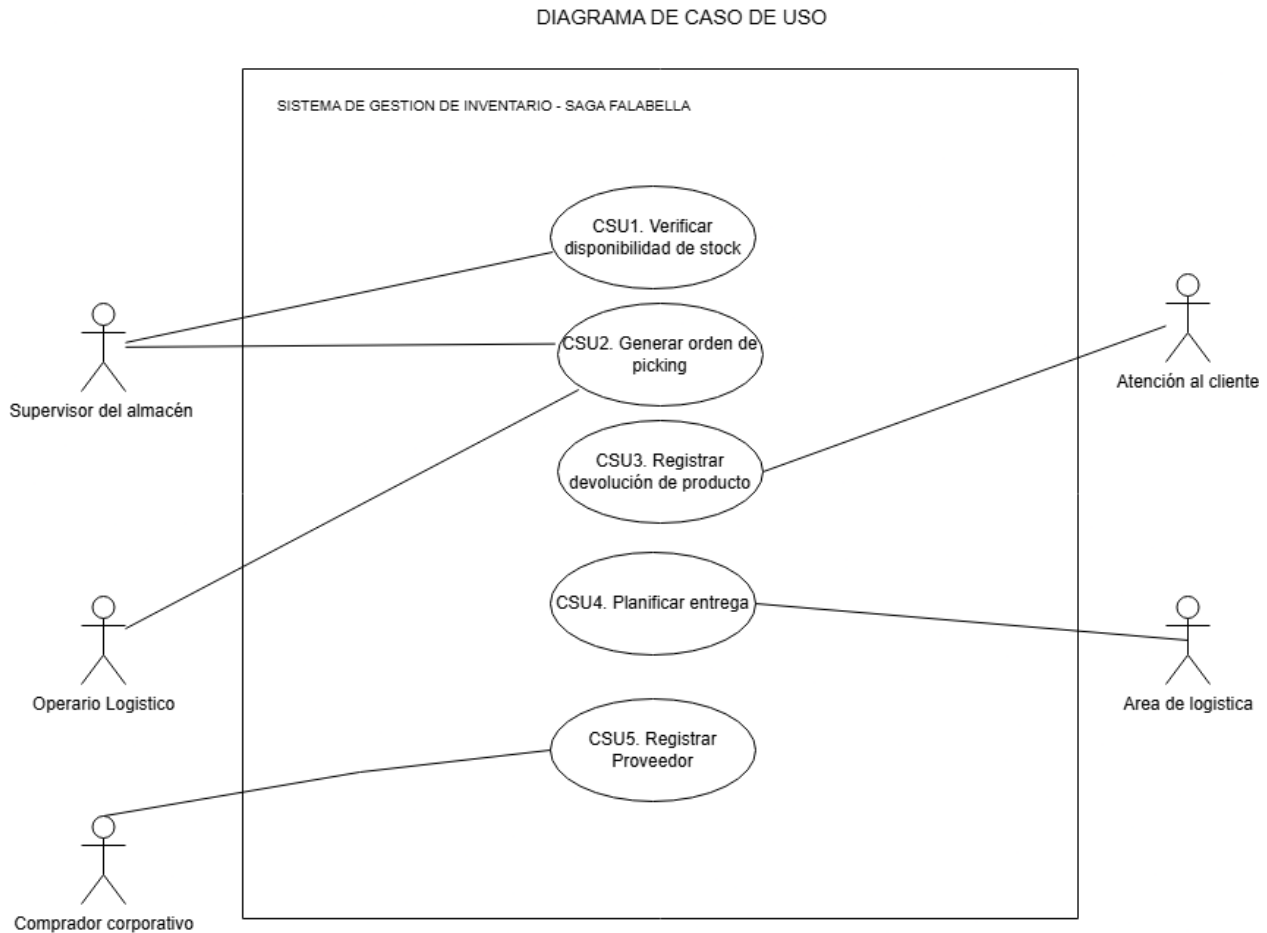 DIAGRAMA DE CASO DE USO
SISTEMA DE GESTION DE INVENTARIO - SAGA FALABELLA
CSU1. Verificar
disponibilidad de stock
CSU2. Generar orden de
picking
Atención al cliente
Supervisor del almacén
CSU3. Registrar
devolución de producto
CSU4. Planificar entrega
Operario Logistico
Area de logistica
CSU5. Registrar
Proveedor
Comprador corporativo